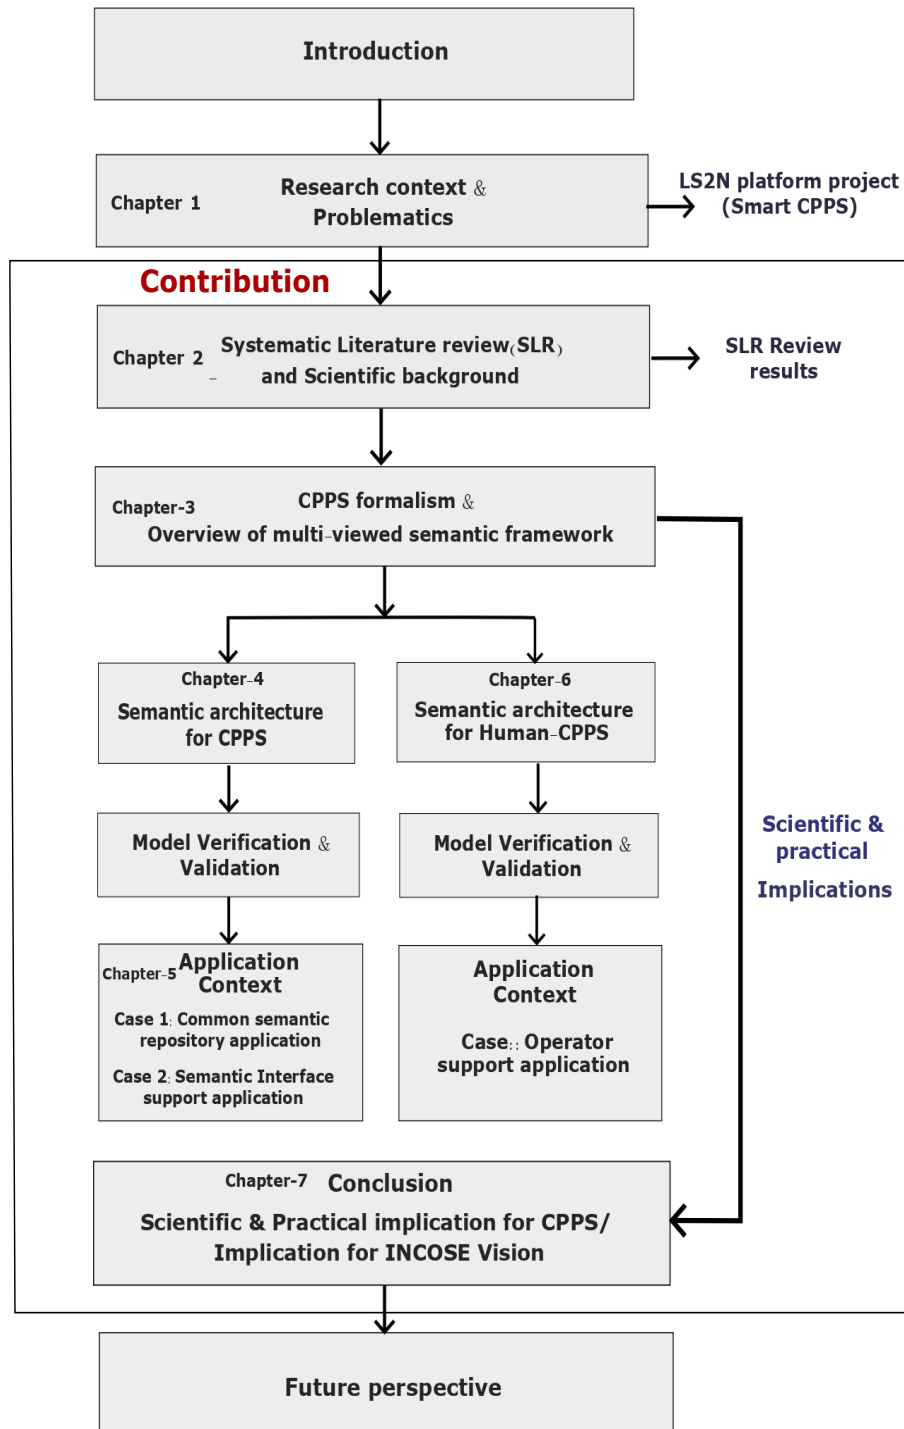 Introduction
Chapter 1
Research context &
Problematics
LS2N platform project
(Smart CPPS)
Contribution
Chapter 2
Systematic Literature review(SLR)
and Scientific background
SLR Review
results
Chapter-3
CPPS formalism &
Overview of multi-viewed semantic framework
Chapter-4
Semantic architecture
for CPPS
Chapter-6
Semantic architecture
for Human-CPPS
Model Verification &
Validation
Model Verification &
Validation
Scientific &
practical
Implications
Chapter-5
Application
Context
Case 1: Common semantic
repository application
Case 2: Semantic Interface
support application
Application
Context
Case:: Operator
support application
Chapter-7 Conclusion
Scientific & Practical implication for CPPS/
Implication for INCOSE Vision
Future perspective